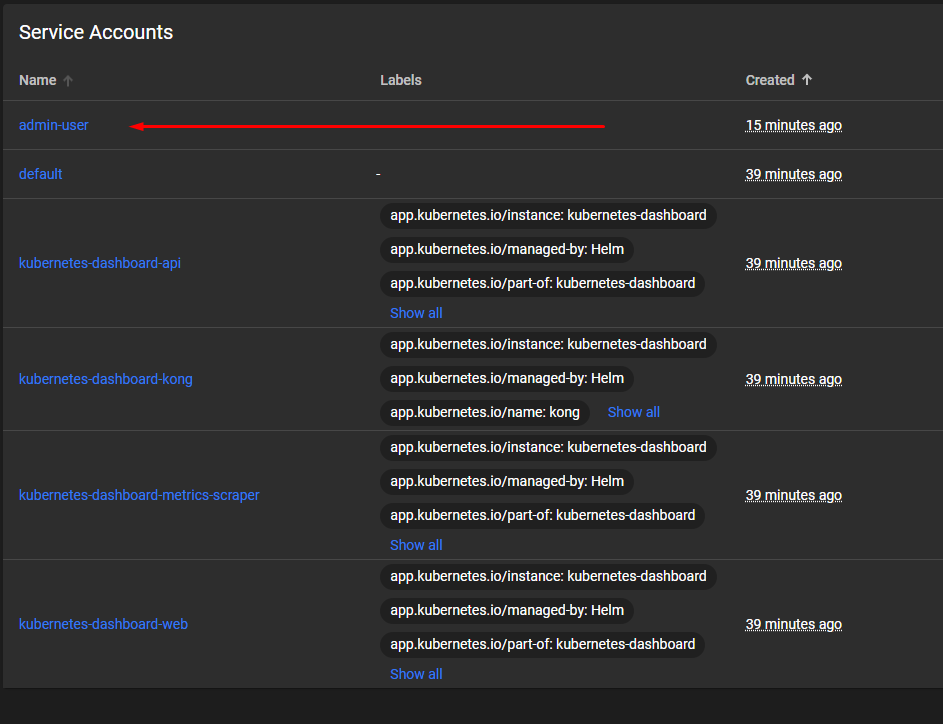 Service Accounts
Name Labels Created
admin-user 15 minutes ago
default - 39 minutes ago
app.kubernetes.io/instance: kubernetes-dashboard
app.kubernetes.io/managed-by: Helm
kubernetes-dashboard-api 39 minutes ago
app.kubernetes.io/part-of: kubernetes-dashboard
Show all
app.kubernetes.io/instance: kubernetes-dashboard
kubernetes-dashboard-kong app.kubernetes.io/managed-by: Helm 39 minutes ago
app.kubernetes.io/name: kong Show all
app.kubernetes.io/instance: kubernetes-dashboard
app.kubernetes.io/managed-by: Helm
kubernetes-dashboard-metrics-scraper 39 minutes ago
app.kubernetes.io/part-of: kubernetes-dashboard
Show all
app.kubernetes.io/instance: kubernetes-dashboard
app.kubernetes.io/managed-by: Helm
kubernetes-dashboard-web 39 minutes ago
app.kubernetes.io/part-of: kubernetes-dashboard
Show all